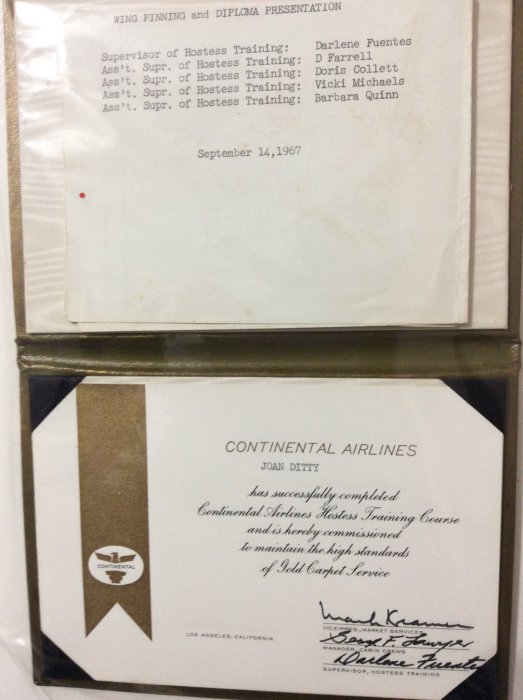 WING PINNING and DIPLOMA PRESENTATION
Supervisor of Hostess Training: Darlene Fuentes
Ass't. Supr. of Hostess Training: D Farrell
Ass't. Supr. of Hostess Training: Doris Collett
Ass't. Supr. of Hostess Training: Vicki Michaels
Ass't. Supr. of Hostess Training: Barbara Quinn
September 14,1967
CONTINENTAL AIRLINES
JOAN DITTY
has successfully completed
Continental Airlines Hostess Training Course
and is hereby commissioned
to maintain the high standards
of Gold Carpet Service
CONTINENTAL
LOS ANGELES, CALIFORNIA
Mark Kramer
VICE-PRES., MARKET SERVICES
George F. Sawyer
MANAGER, CABIN CREWS
Darlene Fuentes
SUPERVISOR, HOSTESS TRAINING